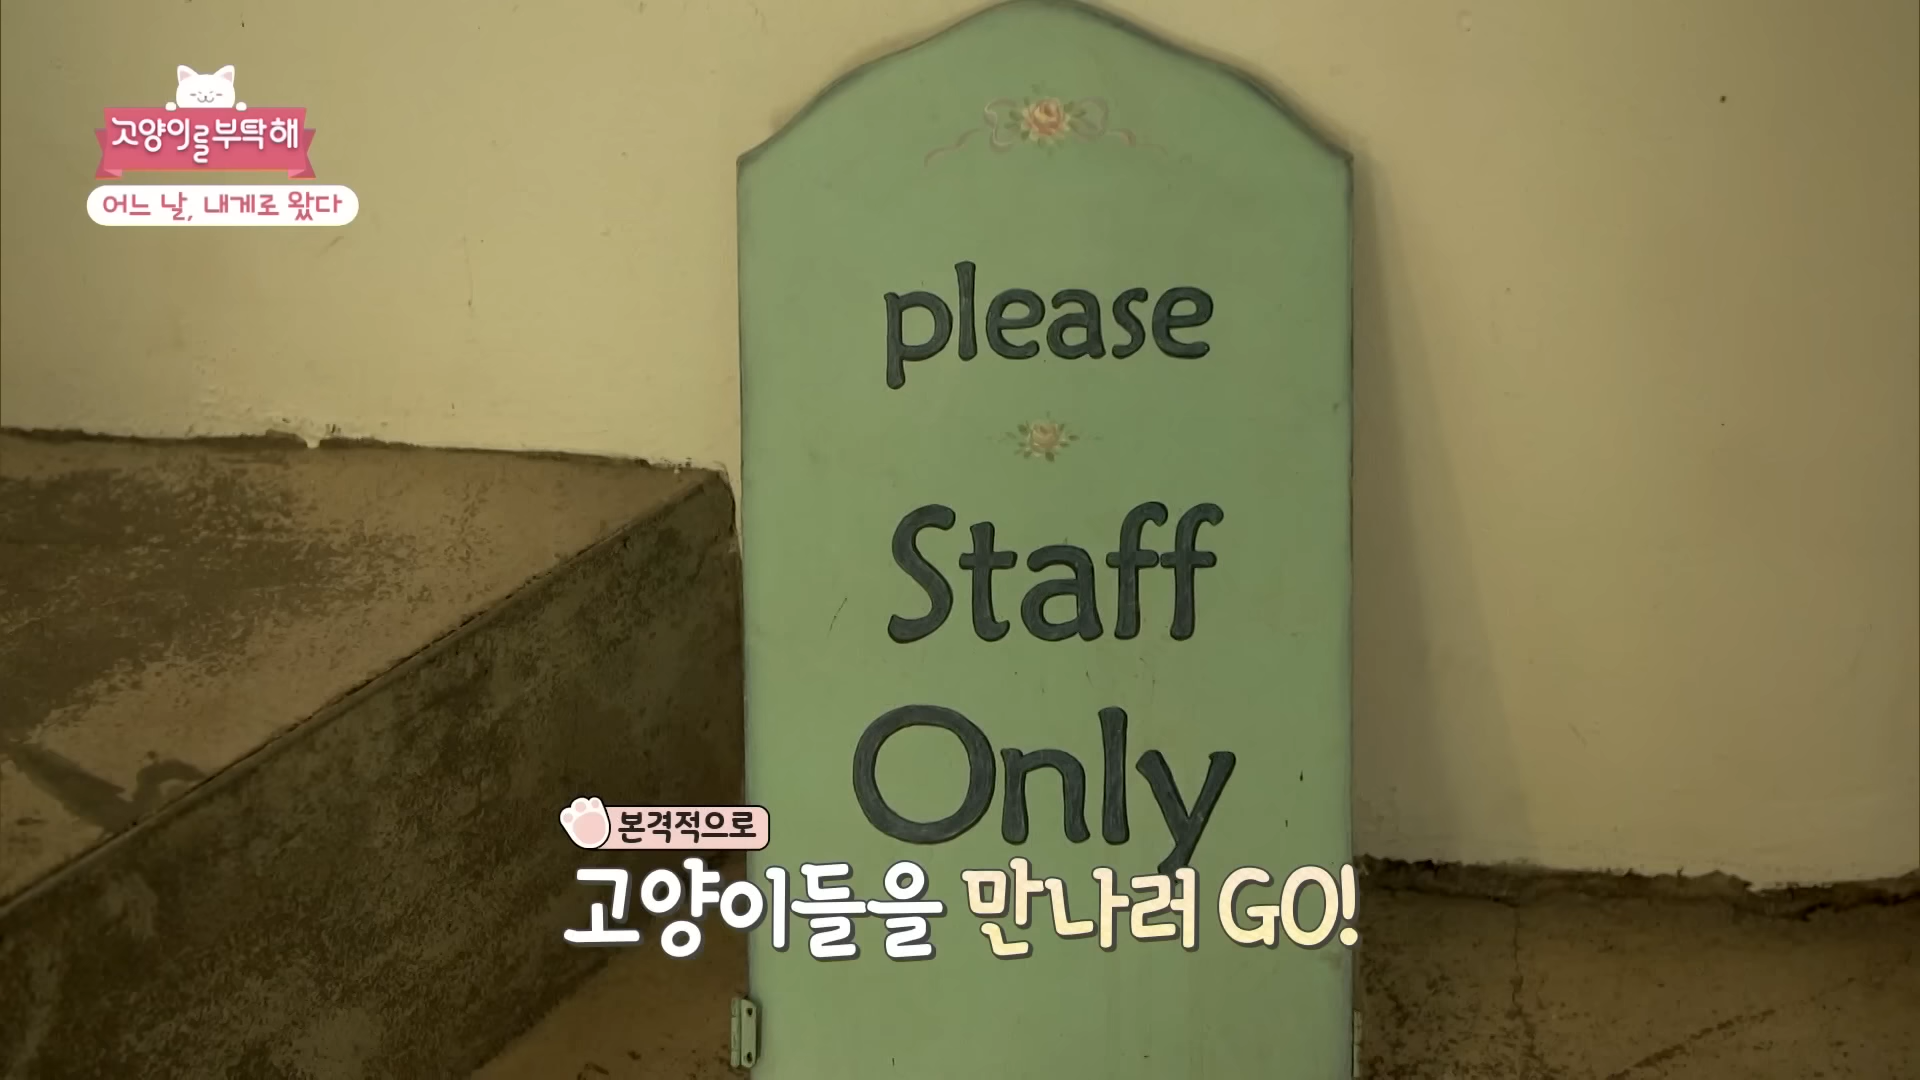 고양이를부탁해
어느 날, 내게로 왔다
please
Staff
Only
본격적으로
고양이들을 만나러 GO!